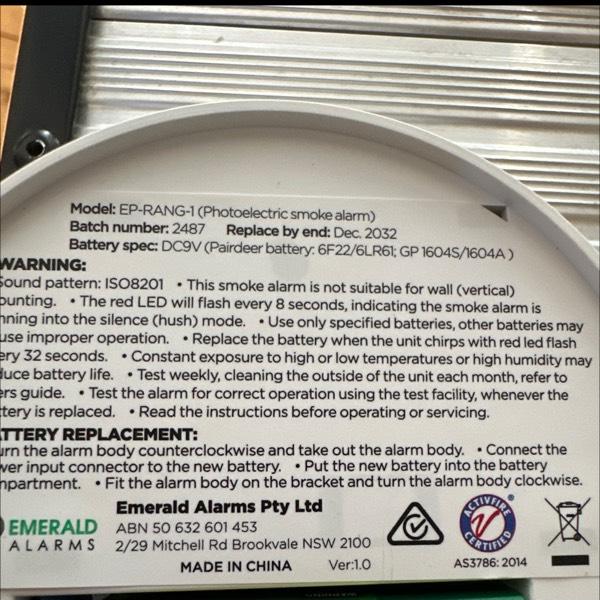 Model: EP-RANG-1 (Photoelectric smoke alarm)
Batch number: 2487 Replace by end: Dec. 2032
Battery spec: DC9V (Pairdeer battery: 6F22/6LR61; GP 1604S/1604A )
WARNING:
Sound pattern: ISO8201 • This smoke alarm is not suitable for wall (vertical)
ounting. • The red LED will flash every 8 seconds, indicating the smoke alarm is
nning into the silence (hush) mode. • Use only specified batteries, other batteries may
use improper operation. • Replace the battery when the unit chirps with red led flash
ery 32 seconds. • Constant exposure to high or low temperatures or high humidity may
duce battery life. • Test weekly, cleaning the outside of the unit each month, refer to
ers guide. • Test the alarm for correct operation using the test facility, whenever the
ttery is replaced. • Read the instructions before operating or servicing.
TTERY REPLACEMENT:
urn the alarm body counterclockwise and take out the alarm body. • Connect the
wer input connector to the new battery. • Put the new battery into the battery
mpartment. • Fit the alarm body on the bracket and turn the alarm body clockwise.
Emerald Alarms Pty Ltd
ABN 50 632 601 453
2/29 Mitchell Rd Brookvale NSW 2100
MADE IN CHINA Ver:1.0
EMERALD
ALARMS
ACTIVFIRE
CERTIFIED
®
AS3786: 2014